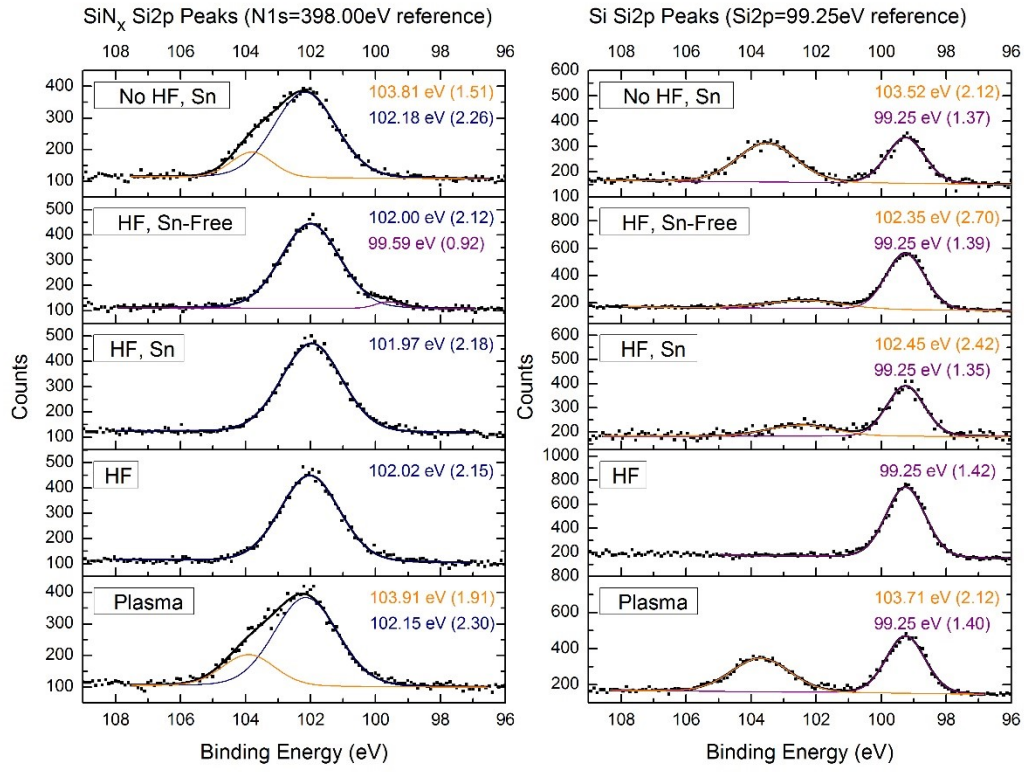 SiNx Si2p Peaks (N1s=398.00eV reference)
108 106 104 102 100 98 96
No HF, Sn
103.81 eV (1.51)
102.18 eV (2.26)
400
300
200
100
HF, Sn-Free
102.00 eV (2.12)
99.59 eV (0.92)
500
400
300
200
100
HF, Sn
101.97 eV (2.18)
500
400
300
200
100
HF
102.02 eV (2.15)
500
400
300
200
100
Plasma
103.91 eV (1.91)
102.15 eV (2.30)
400
300
200
100
108 106 104 102 100 98 96
Counts
Binding Energy (eV)
Si Si2p Peaks (Si2p=99.25eV reference)
108 106 104 102 100 98 96
No HF, Sn
103.52 eV (2.12)
99.25 eV (1.37)
600
500
400
300
200
100
HF, Sn-Free
102.35 eV (2.70)
99.25 eV (1.39)
800
600
400
200
HF, Sn
102.45 eV (2.42)
99.25 eV (1.35)
600
500
400
300
200
HF
99.25 eV (1.42)
1000
800
600
400
200
Plasma
103.71 eV (2.12)
99.25 eV (1.40)
800
600
400
200
108 106 104 102 100 98 96
Counts
Binding Energy (eV)